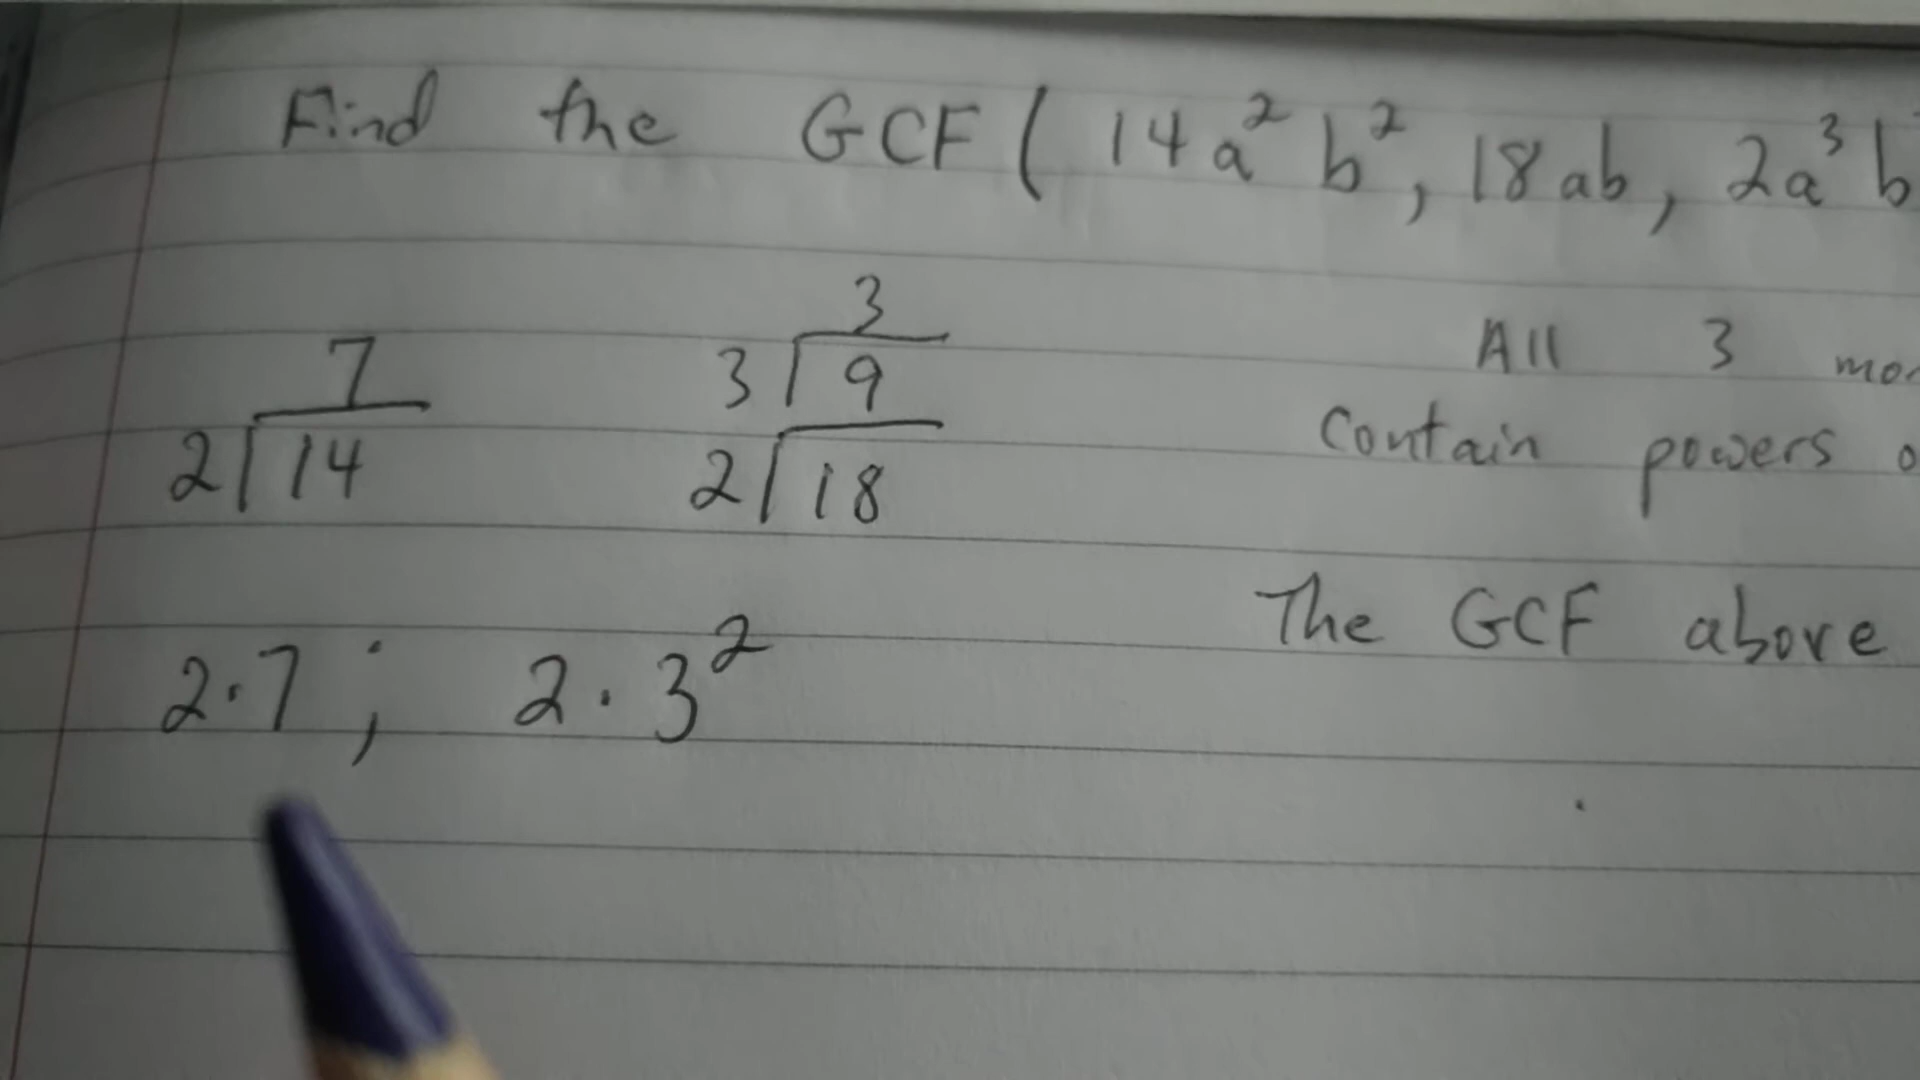 Find the GCF ( 14a²b², 18ab, 2a³b
3
3 9
2 18
7
2 14
2·7 ; 2·3²
All 3
Contain powers
The GCF above